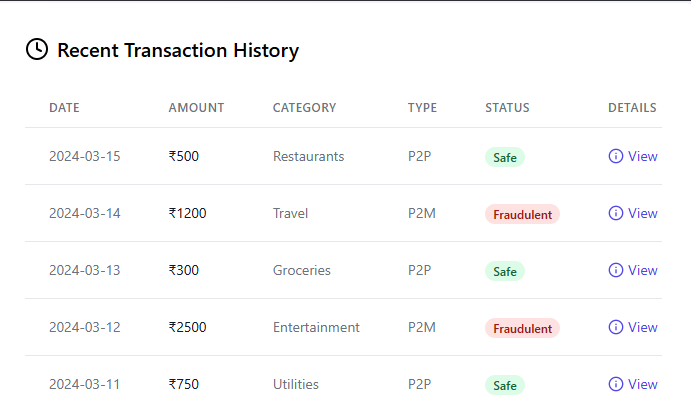 Recent Transaction History
DATE AMOUNT CATEGORY TYPE STATUS DETAILS
2024-03-15 ₹500 Restaurants P2P Safe View
2024-03-14 ₹1200 Travel P2M Fraudulent View
2024-03-13 ₹300 Groceries P2P Safe View
2024-03-12 ₹2500 Entertainment P2M Fraudulent View
2024-03-11 ₹750 Utilities P2P Safe View